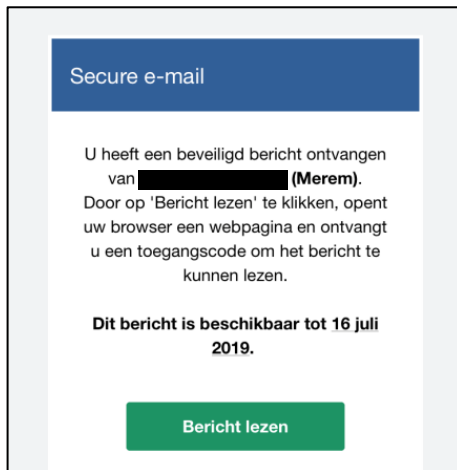 Secure e-mail
U heeft een beveiligd bericht ontvangen
van (Merem).
Door op 'Bericht lezen' te klikken, opent
uw browser een webpagina en ontvangt
u een toegangscode om het bericht te
kunnen lezen.
Dit bericht is beschikbaar tot 16 juli
2019.
Bericht lezen